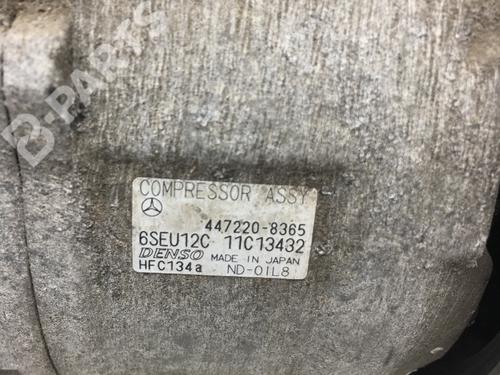 COMPRESSOR ASSY
447220-8365
6SEU12C 11C13432
DENSO MADE IN JAPAN
HFC134a ND-OIL8
B-PARTS